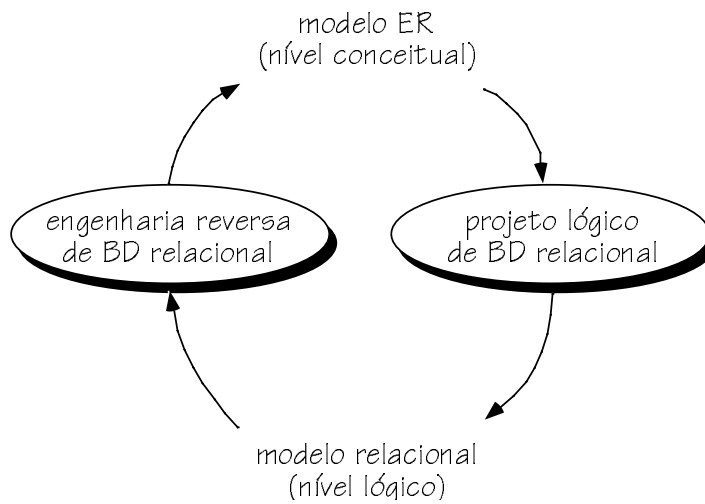 modelo ER
(nível conceitual)
engenharia reversa
de BD relacional
projeto lógico
de BD relacional
modelo relacional
(nível lógico)